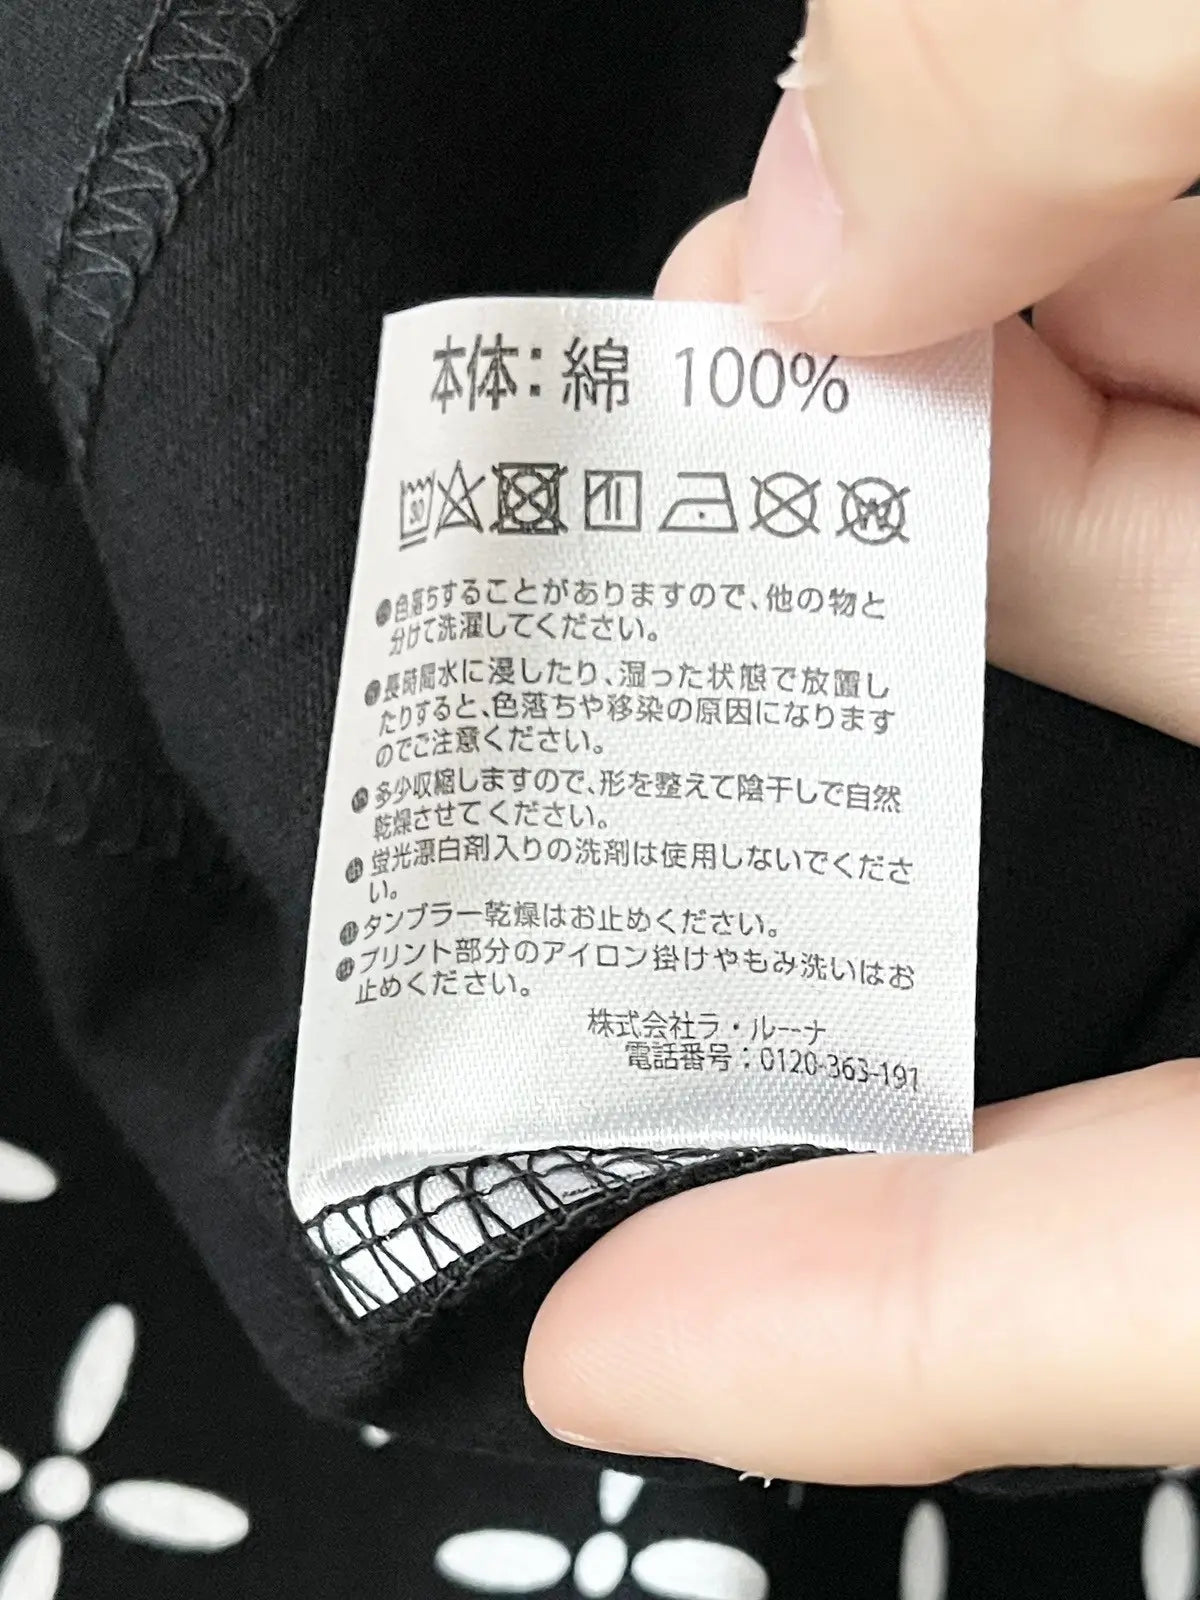 本体:綿 100%
30
W
●色落ちすることがありますので、他の物と
分けて洗濯してください。
●長時間水に浸したり、湿った状態で放置し
たりすると、色落ちや移染の原因になります
のでご注意ください。
●多少収縮しますので、形を整えて陰干しで自然
乾燥させてください。
●蛍光漂白剤入りの洗剤は使用しないでくださ
い。
●タンブラー乾燥はお止めください。
●プリント部分のアイロン掛けやもみ洗いはお
止めください。
株式会社ラ・ルーナ
電話番号:0120-363-191